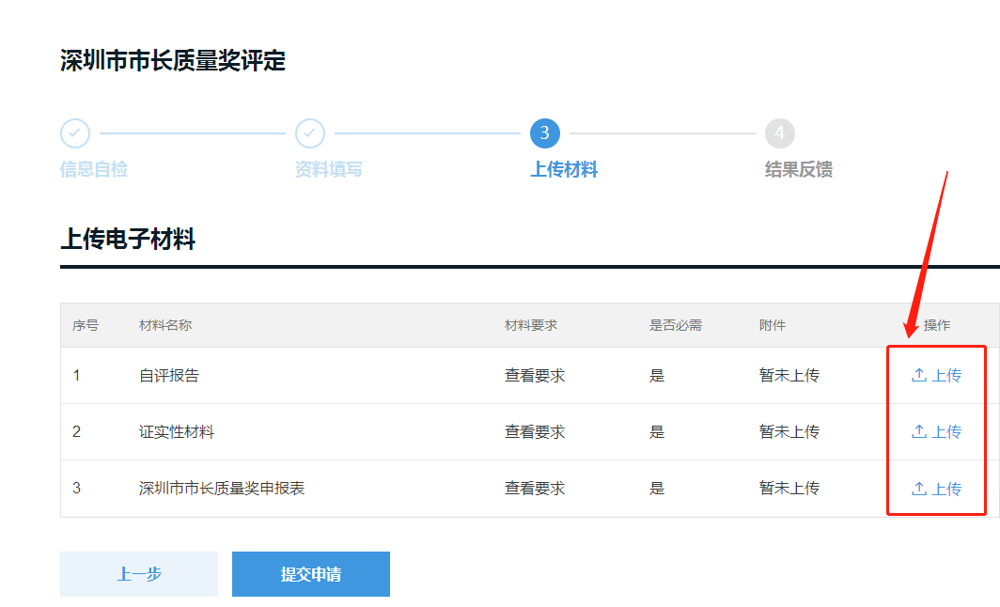 深圳市市长质量奖评定
3 4
信息自检 资料填写 上传材料 结果反馈
上传电子材料
序号 材料名称 材料要求 是否必需 附件 操作
1 自评报告 查看要求 是 暂未上传 上传
2 证实性材料 查看要求 是 暂未上传 上传
3 深圳市市长质量奖申报表 查看要求 是 暂未上传 上传
上一步 提交申请